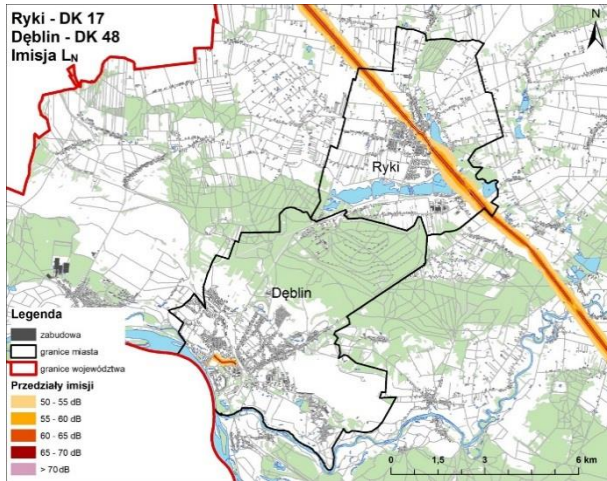 Ryki - DK 17
Dęblin - DK 48
Imisja LN
N
Ryki
Dęblin
Legenda
zabudowa
granice miasta
granice województwa
Przedziały imisji
50 - 55 dB
55 - 60 dB
60 - 65 dB
65 - 70 dB
> 70 dB
0 1,5 3 6 km